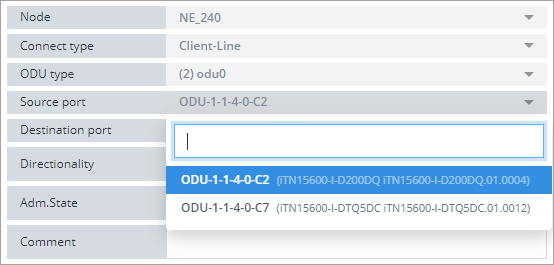 Node NE_240
Connect type Client-Line
ODU type (2) odu0
Source port ODU-1-1-4-0-C2
Destination port
ODU-1-1-4-0-C2 (iTN15600-I-D200DQ iTN15600-I-D200DQ.01.0004)
Directionality
ODU-1-1-4-0-C7 (iTN15600-I-DTQ5DC iTN15600-I-DTQ5DC.01.0012)
Adm.State
Comment